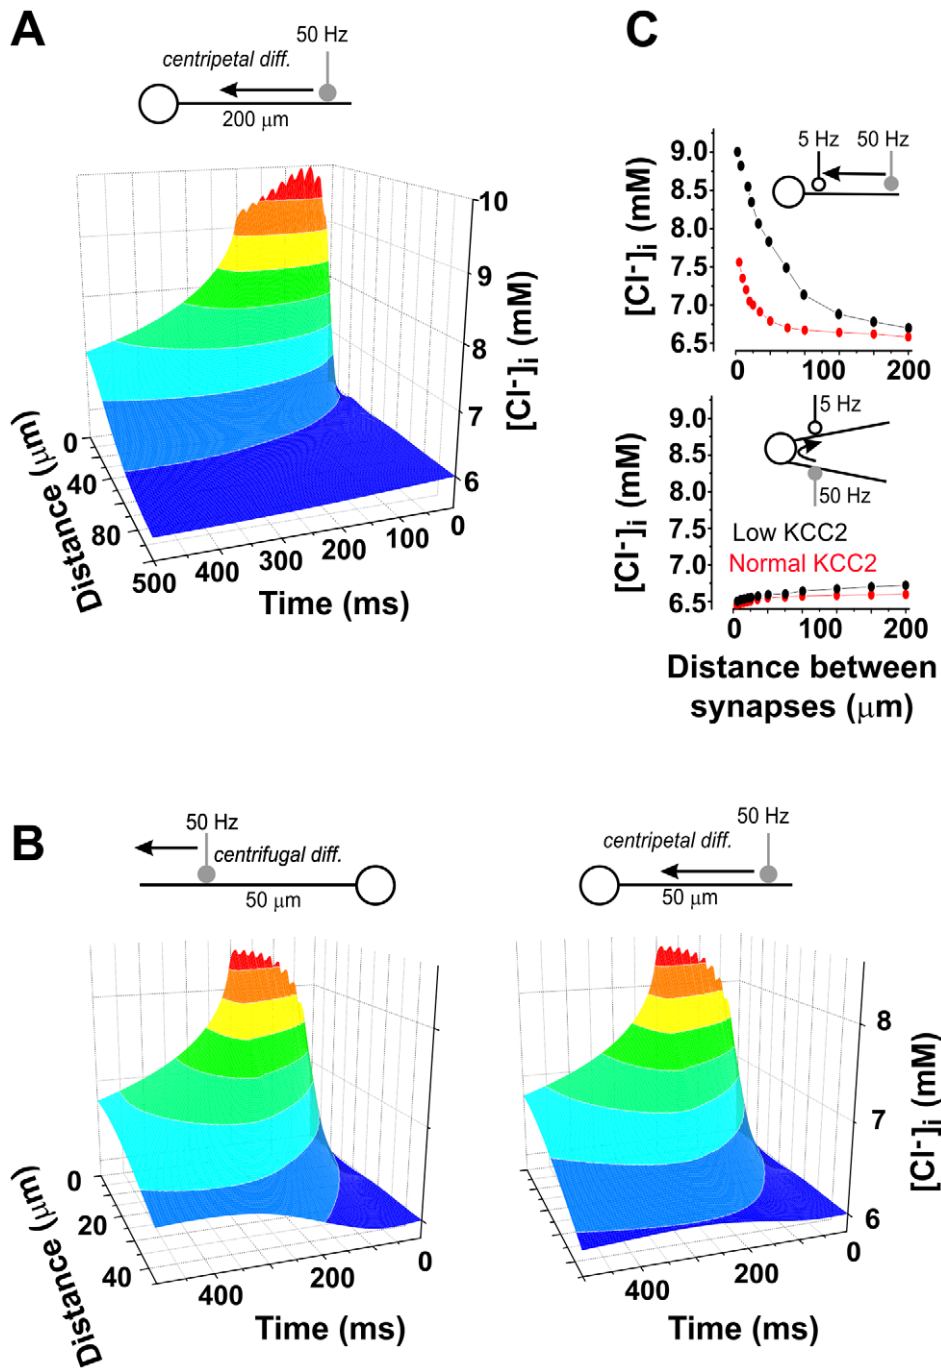 A
50 Hz
centripetal diff.
200 μm
10
9
8
7
6
[Cl⁻]i (mM)
0
40
80
Distance (μm)
500
400
300
200
100
0
Time (ms)
C
9.0
8.5
8.0
7.5
7.0
6.5
[Cl⁻]i (mM)
5 Hz
50 Hz
0
100
200
9.0
8.5
8.0
7.5
7.0
6.5
[Cl⁻]i (mM)
5 Hz
50 Hz
Low KCC2
Normal KCC2
0
100
200
Distance between
synapses (μm)
B
50 Hz
centrifugal diff.
50 μm
0
20
40
Distance (μm)
400
200
0
Time (ms)
50 Hz
centripetal diff.
50 μm
8
7
6
[Cl⁻]i (mM)
400
200
0
Time (ms)